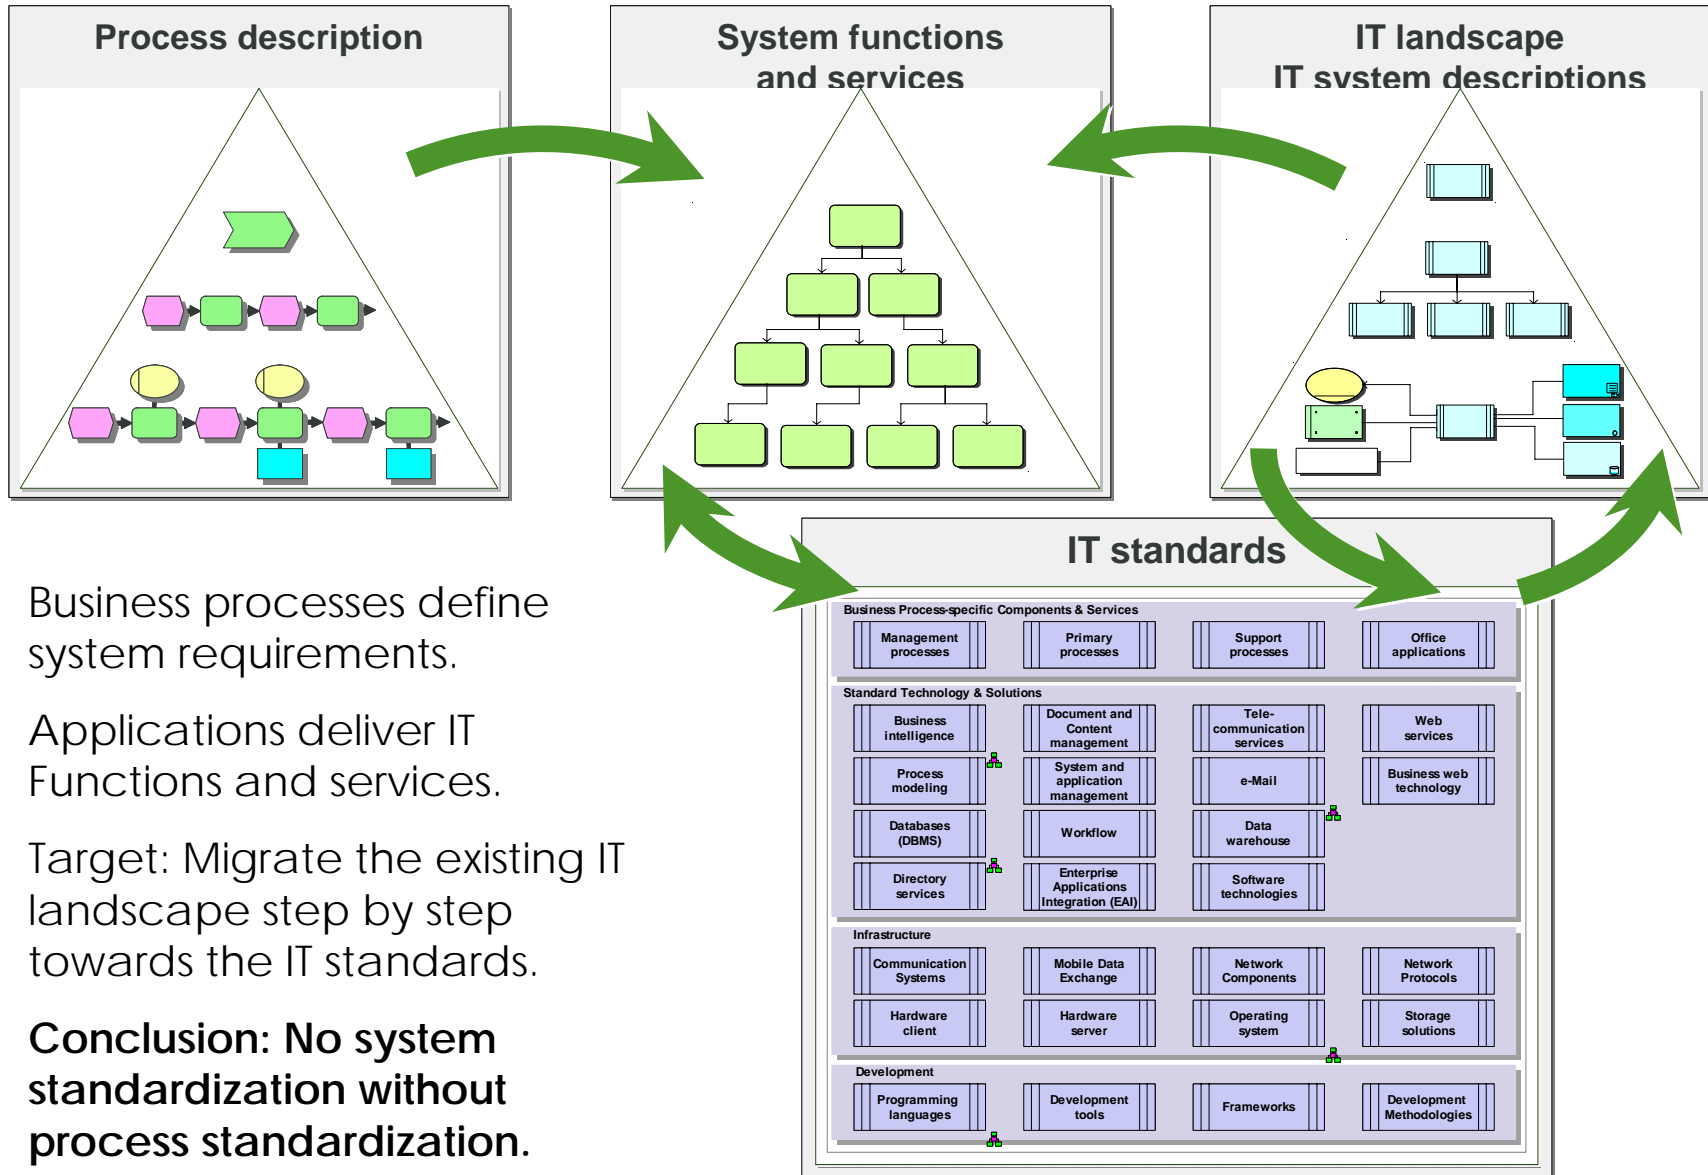 Process description
System functions
and services
IT landscape
IT system descriptions
IT standards
Business Process-specific Components & Services
Management
processes
Primary
processes
Support
processes
Office
applications
Standard Technology & Solutions
Business
intelligence
Document and
Content
management
Tele-
communication
services
Web
services
Process
modeling
System and
application
management
e-Mail
Business web
technology
Databases
(DBMS)
Workflow
Data
warehouse
Directory
services
Enterprise
Applications
Integration (EAI)
Software
technologies
Infrastructure
Communication
Systems
Mobile Data
Exchange
Network
Components
Network
Protocols
Hardware
client
Hardware
server
Operating
system
Storage
solutions
Development
Programming
languages
Development
tools
Frameworks
Development
Methodologies
Business processes define
system requirements.
Applications deliver IT
Functions and services.
Target: Migrate the existing IT
landscape step by step
towards the IT standards.
Conclusion: No system
standardization without
process standardization.